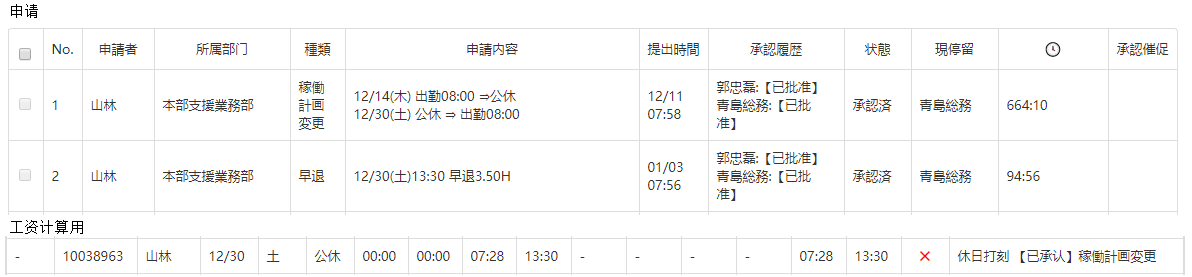 申请
No. 申請者 所属部门 種類 申請内容 提出時間 承認履歴 状態 現停留 承認催促
1 山林 本部支援業務部 稼働計画変更 12/14(木) 出勤08:00 ⇒公休
12/30(土) 公休 ⇒ 出勤08:00 12/11 07:58 郭忠磊:【已批准】
青島総務:【已批准】 承認済 青島総務 664:10
2 山林 本部支援業務部 早退 12/30(土)13:30 早退3.50H 01/03 07:56 郭忠磊:【已批准】
青島総務:【已批准】 承認済 青島総務 94:56
工资计算用
- 10038963 山林 12/30 土 公休 00:00 00:00 07:28 13:30 - - - - 07:28 13:30 × 休日打刻 【已承认】稼働計画変更